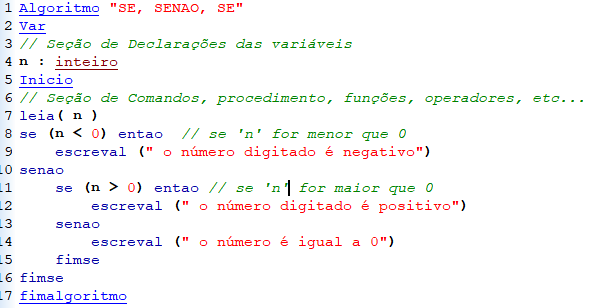 1 Algoritmo "SE, SENAO, SE"
2 Var
3 // Seção de Declarações das variáveis
4 n : inteiro
5 Inicio
6 // Seção de Comandos, procedimento, funções, operadores, etc...
7 leia( n )
8 se (n < 0) entao // se 'n' for menor que 0
9 escreval (" o número digitado é negativo")
10 senao
11 se (n > 0) entao // se 'n' for maior que 0
12 escreval (" o número digitado é positivo")
13 senao
14 escreval (" o número é igual a 0")
15 fimse
16 fimse
17 fimalgoritmo